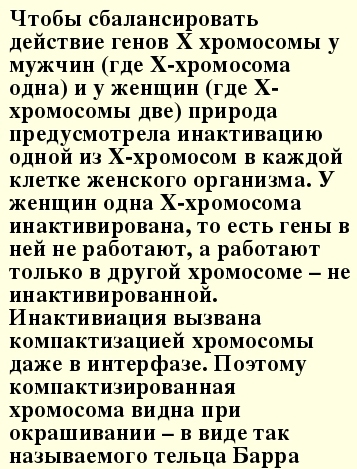 Чтобы сбалансировать
действие генов Х хромосомы у
мужчин (где Х-хромосома
одна) и у женщин (где Х-
хромосомы две) природа
предусмотрела инактивацию
одной из Х-хромосом в каждой
клетке женского организма. У
женщин одна Х-хромосома
инактивирована, то есть гены в
ней не работают, а работают
только в другой хромосоме – не
инактивированной.
Инактивиация вызвана
компактизацией хромосомы
даже в интерфазе. Поэтому
компактизированная
хромосома видна при
окрашивании – в виде так
называемого тельца Барра